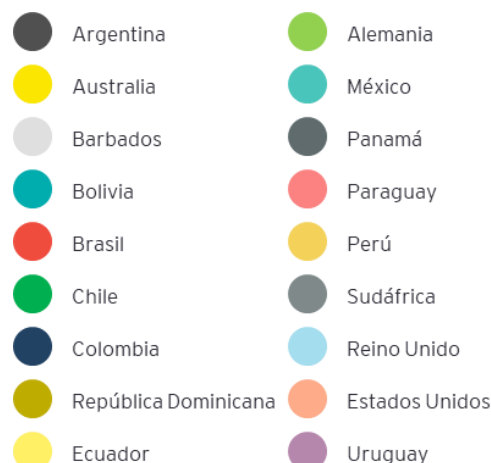 Argentina
Australia
Barbados
Bolivia
Brasil
Chile
Colombia
República Dominicana
Ecuador
Alemania
México
Panamá
Paraguay
Perú
Sudáfrica
Reino Unido
Estados Unidos
Uruguay